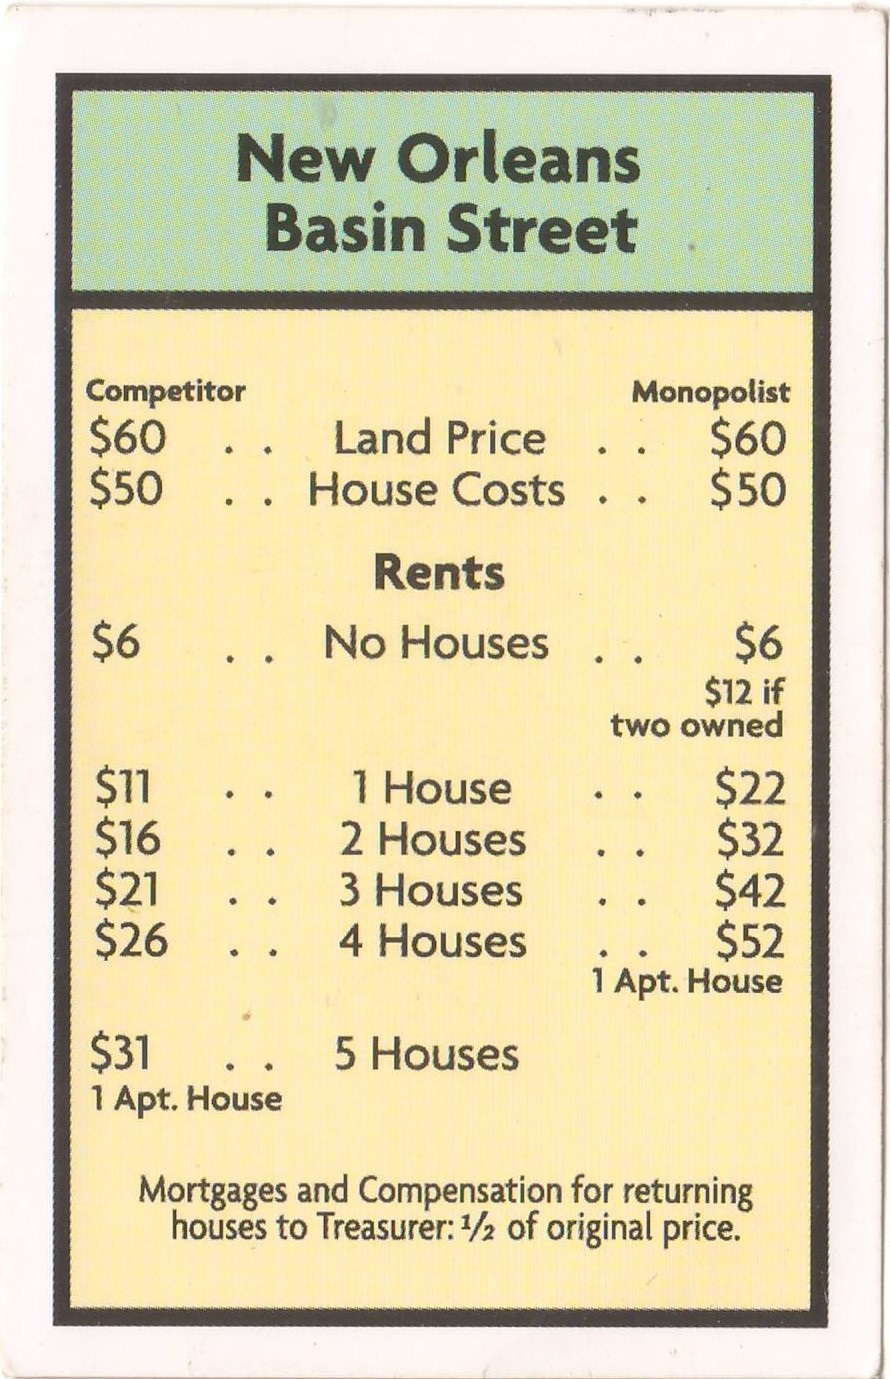 New Orleans
Basin Street
Competitor Monopolist
$60 . . Land Price . . $60
$50 . . House Costs . . $50
Rents
$6 . . No Houses . . $6
$12 if
two owned
$11 . . 1 House . . $22
$16 . . 2 Houses . . $32
$21 . . 3 Houses . . $42
$26 . . 4 Houses . . $52
1 Apt. House
$31 . . 5 Houses
1 Apt. House
Mortgages and Compensation for returning
houses to Treasurer: ½ of original price.